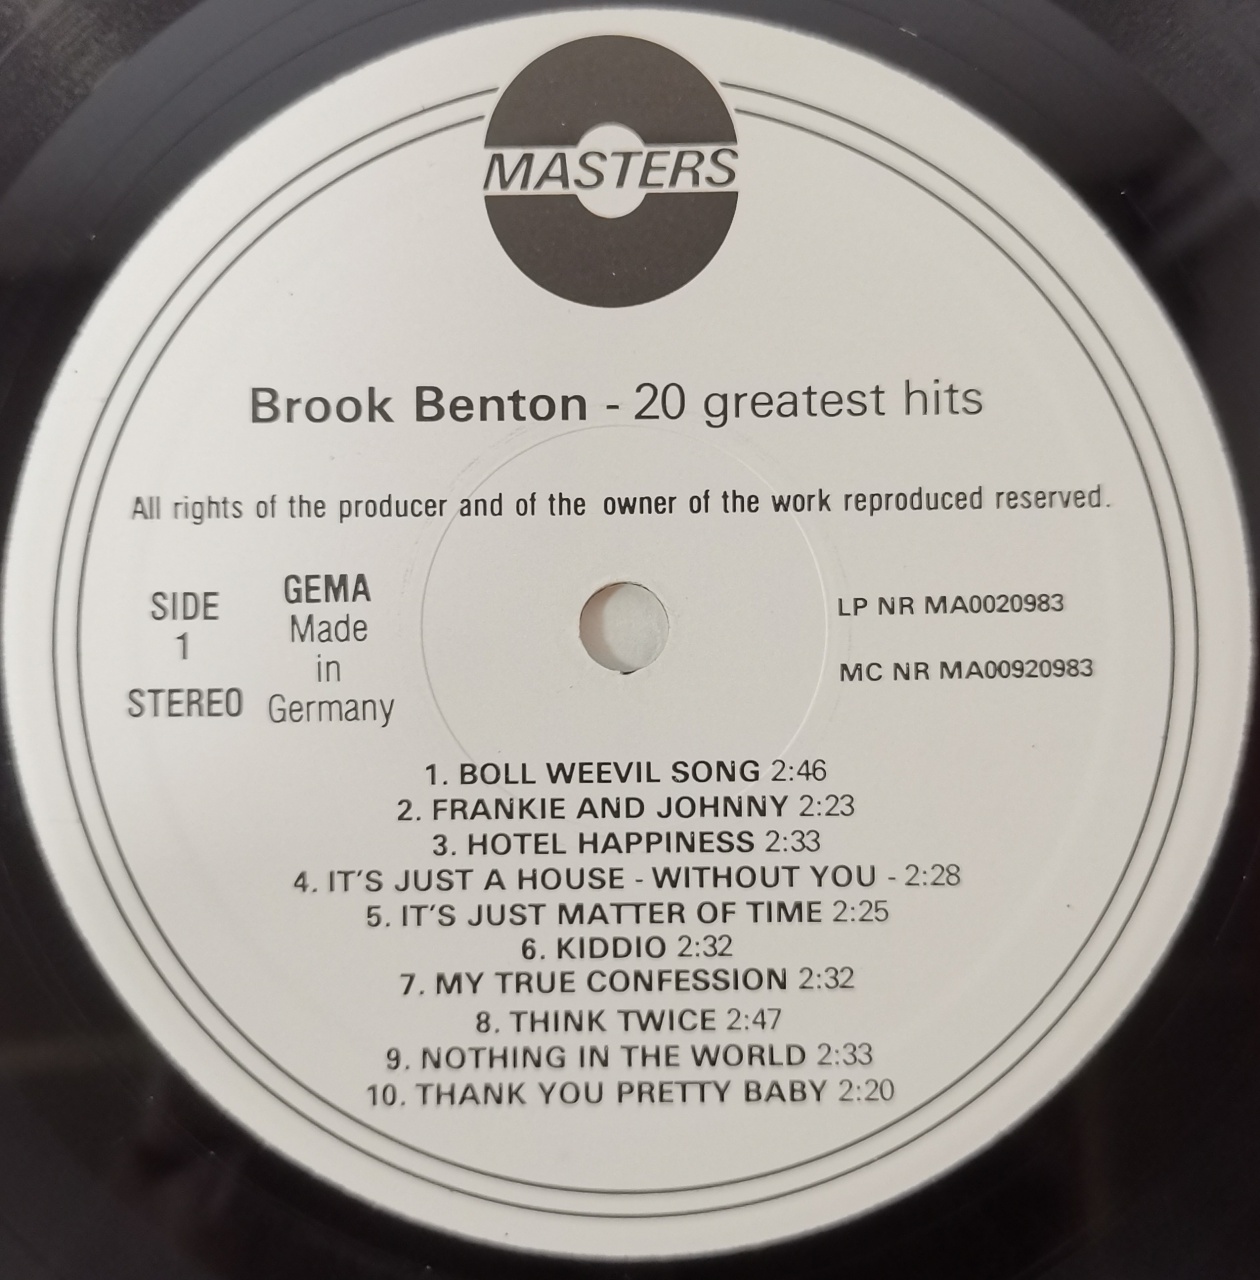 MASTERS
Brook Benton - 20 greatest hits
All rights of the producer and of the owner of the work reproduced reserved.
SIDE
1
STEREO
GEMA
Made
in
Germany
LP NR MA0020983
MC NR MA00920983
1. BOLL WEEVIL SONG 2:46
2. FRANKIE AND JOHNNY 2:23
3. HOTEL HAPPINESS 2:33
4. IT'S JUST A HOUSE - WITHOUT YOU - 2:28
5. IT'S JUST MATTER OF TIME 2:25
6. KIDDIO 2:32
7. MY TRUE CONFESSION 2:32
8. THINK TWICE 2:47
9. NOTHING IN THE WORLD 2:33
10. THANK YOU PRETTY BABY 2:20